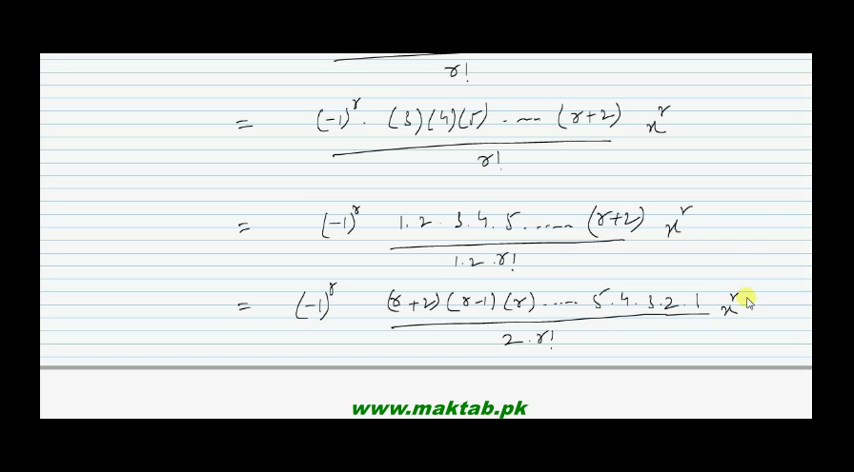 r!
= (-1)^r . (3)(4)(5) . ---- (r+2) x^r
r!
= (-1)^r 1.2 . 3.4.5 ...... (r+2) x^r
1.2 . r!
= (-1)^r (r+2)(r-1)(r) ..... 5.4.3.2.1 x^r
2 . r!
www.maktab.pk